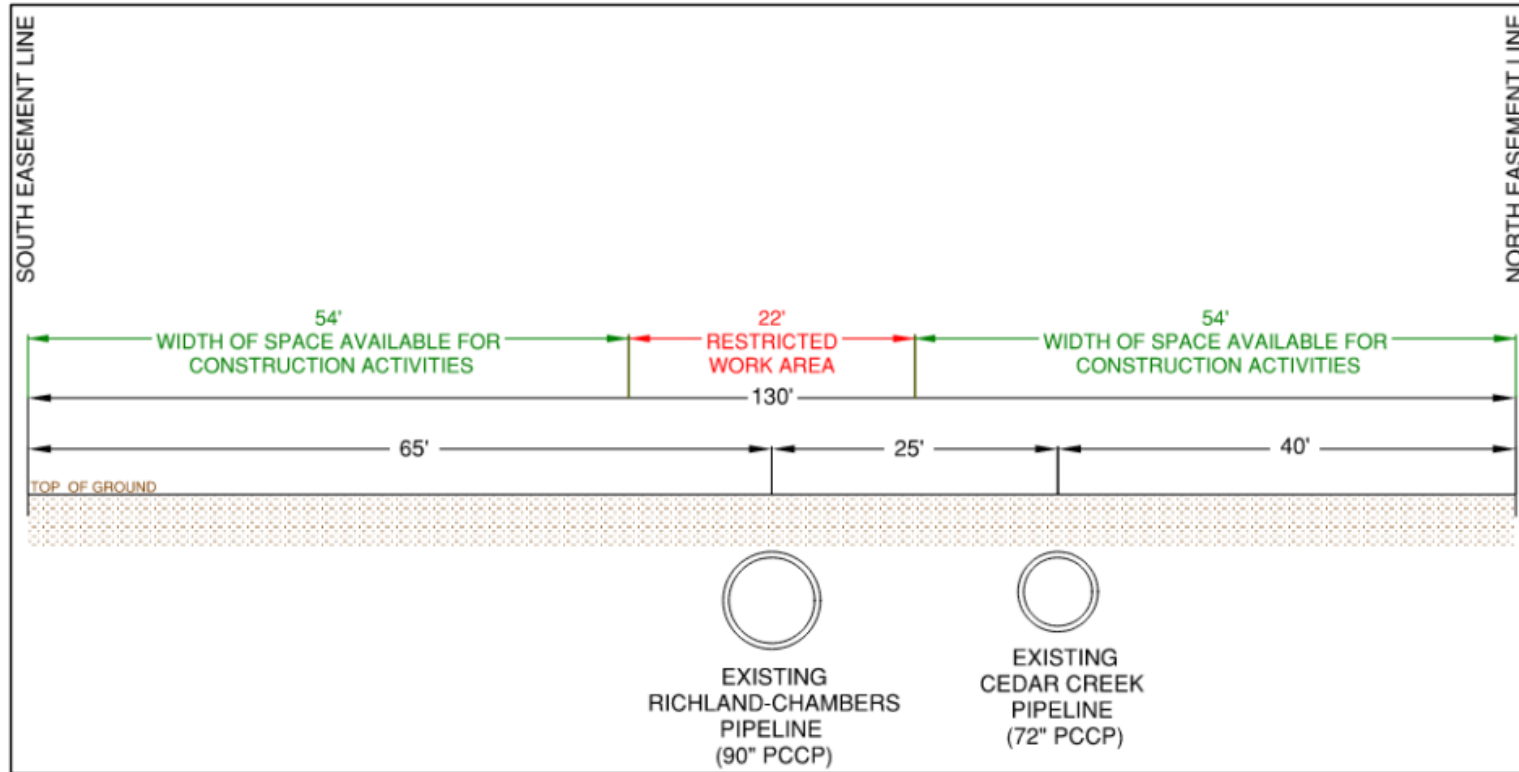 SOUTH EASEMENT LINE
NORTH EASEMENT LINE
54'
WIDTH OF SPACE AVAILABLE FOR
CONSTRUCTION ACTIVITIES
22'
RESTRICTED
WORK AREA
54'
WIDTH OF SPACE AVAILABLE FOR
CONSTRUCTION ACTIVITIES
130'
65'
25'
40'
TOP OF GROUND
EXISTING
RICHLAND-CHAMBERS
PIPELINE
(90" PCCP)
EXISTING
CEDAR CREEK
PIPELINE
(72" PCCP)